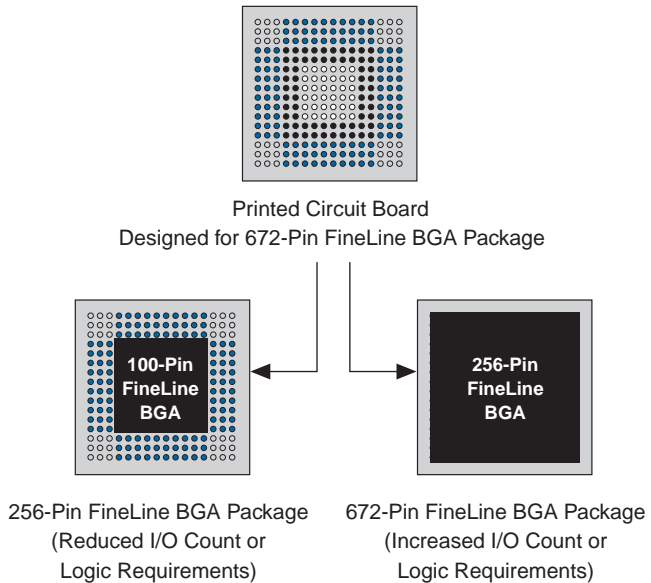 Printed Circuit Board
Designed for 672-Pin FineLine BGA Package
100-Pin
FineLine
BGA
256-Pin
FineLine
BGA
256-Pin FineLine BGA Package
(Reduced I/O Count or
Logic Requirements)
672-Pin FineLine BGA Package
(Increased I/O Count or
Logic Requirements)